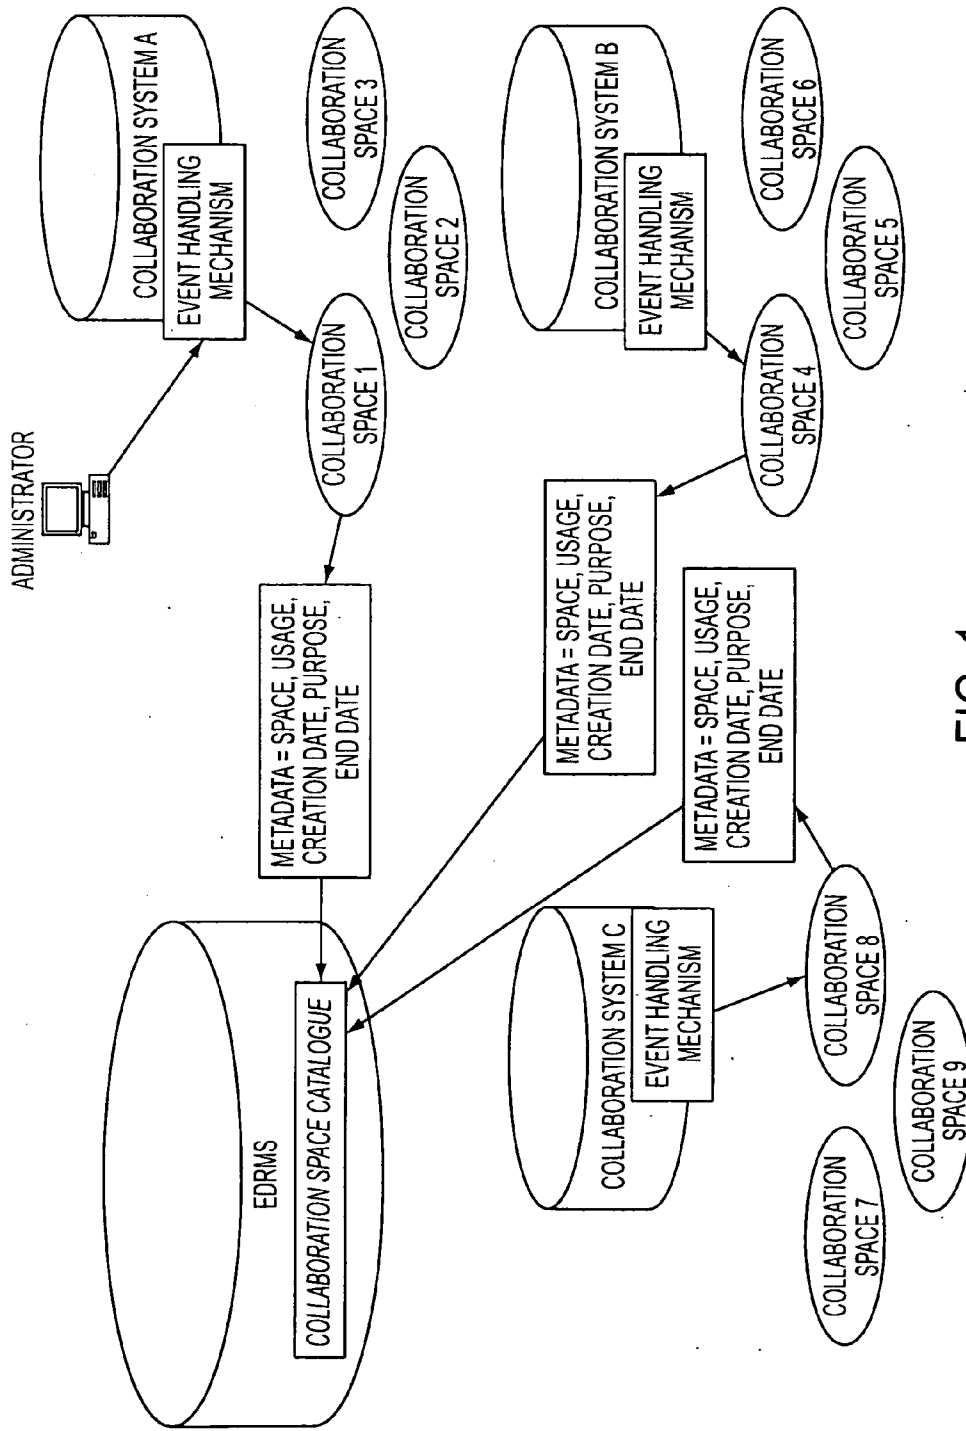 ADMINISTRATOR
COLLABORATION SYSTEM A
EVENT HANDLING
MECHANISM
COLLABORATION
SPACE 1
COLLABORATION
SPACE 2
COLLABORATION
SPACE 3
METADATA = SPACE, USAGE,
CREATION DATE, PURPOSE,
END DATE
EDRMS
COLLABORATION SPACE CATALOGUE
COLLABORATION SYSTEM B
EVENT HANDLING
MECHANISM
COLLABORATION
SPACE 4
COLLABORATION
SPACE 5
COLLABORATION
SPACE 6
METADATA = SPACE, USAGE,
CREATION DATE, PURPOSE,
END DATE
METADATA = SPACE, USAGE,
CREATION DATE, PURPOSE,
END DATE
COLLABORATION SYSTEM C
EVENT HANDLING
MECHANISM
COLLABORATION
SPACE 8
COLLABORATION
SPACE 9
COLLABORATION
SPACE 7
FIG. 1